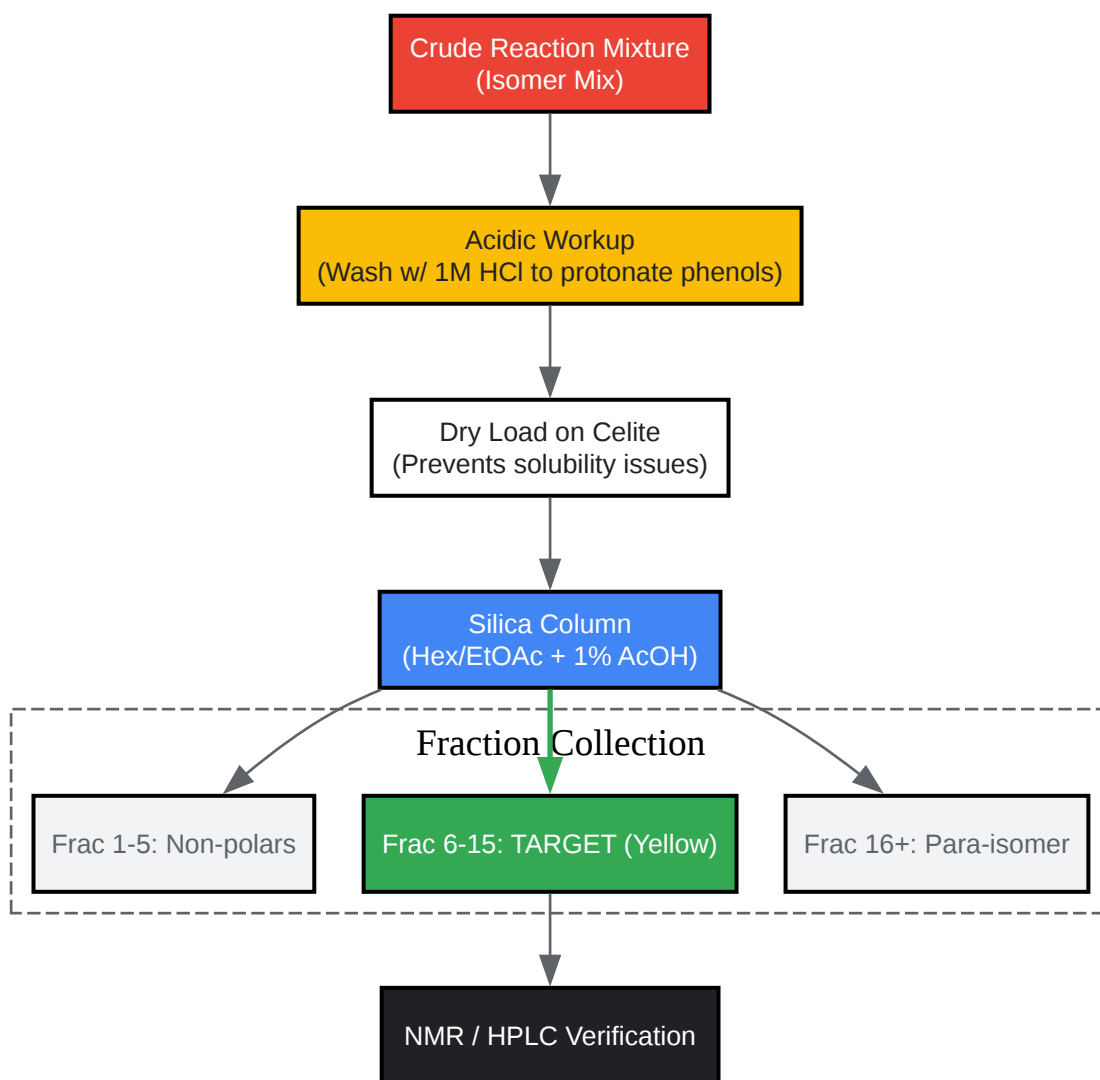 Crude Reaction Mixture
(Isomer Mix)
Acidic Workup
(Wash w/ 1M HCl to protonate phenols)
Dry Load on Celite
(Prevents solubility issues)
Silica Column
(Hex/EtOAc + 1% AcOH)
Fraction Collection
Frac 1-5: Non-polars
Frac 6-15: TARGET (Yellow)
Frac 16+: Para-isomer
NMR / HPLC Verification